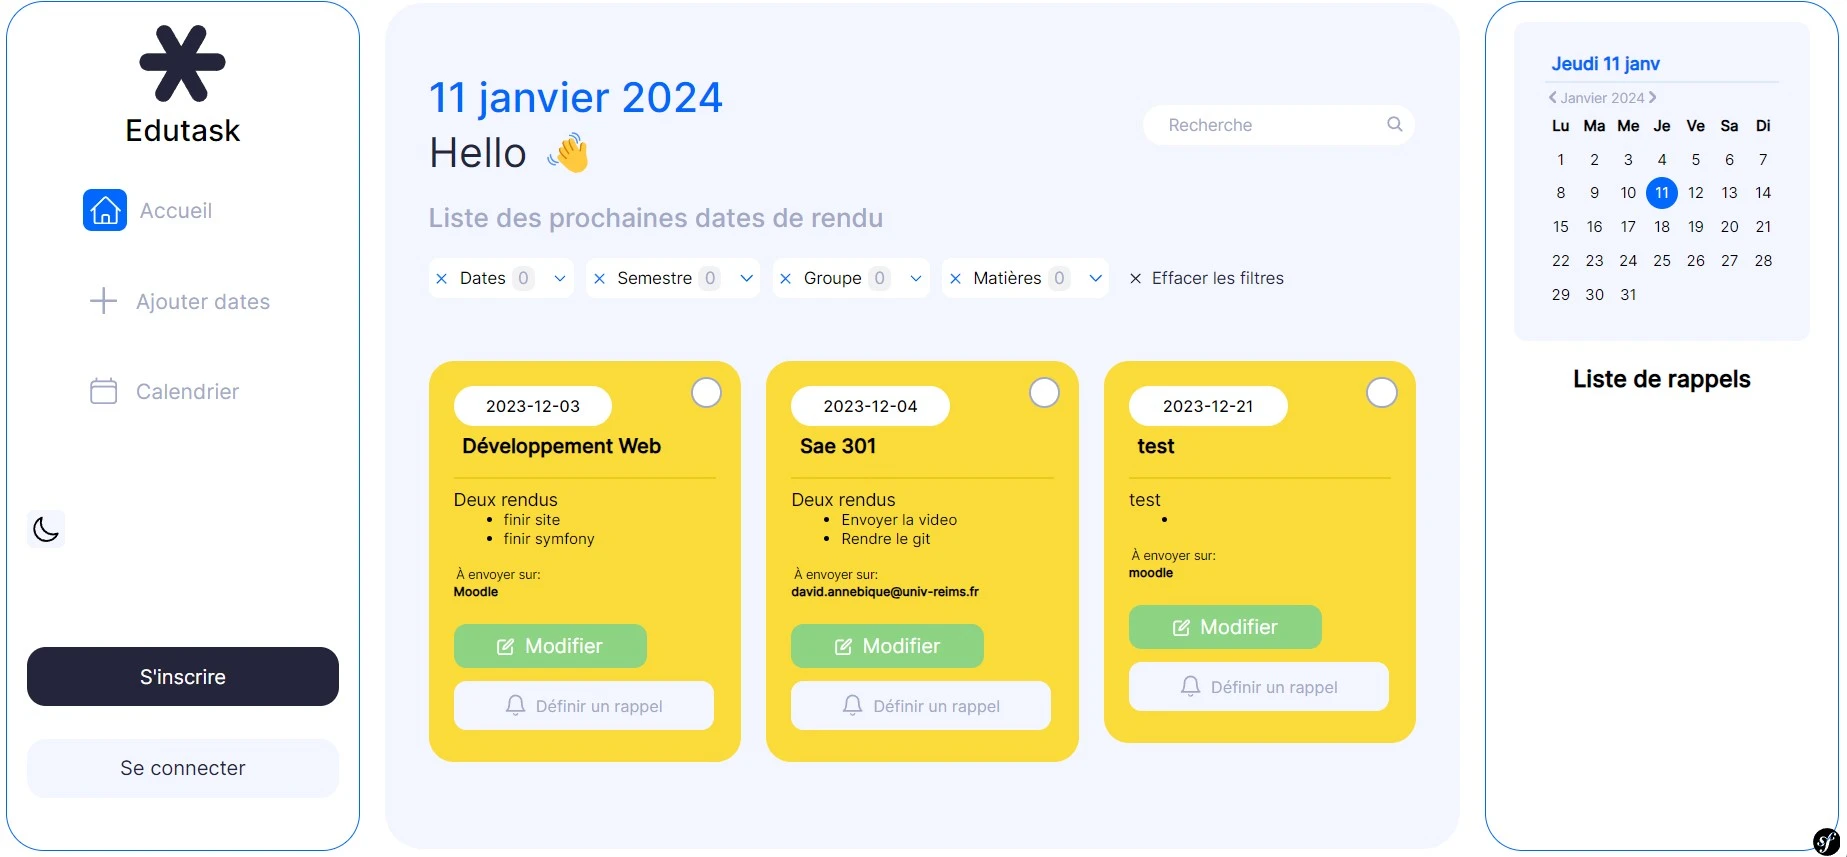 Edutask
Accueil
Ajouter dates
Calendrier
S'inscrire
Se connecter
11 janvier 2024
Hello 👋
Recherche
Liste des prochaines dates de rendu
Dates 0
Semestre 0
Groupe 0
Matières 0
Effacer les filtres
2023-12-03
Développement Web
Deux rendus
• finir site
• finir symfony
À envoyer sur:
Moodle
Modifier
Définir un rappel
2023-12-04
Sae 301
Deux rendus
• Envoyer la video
• Rendre le git
À envoyer sur:
david.annebique@univ-reims.fr
Modifier
Définir un rappel
2023-12-21
test
test
•
À envoyer sur:
moodle
Modifier
Définir un rappel
Jeudi 11 janv
Janvier 2024
Lu Ma Me Je Ve Sa Di
1 2 3 4 5 6 7
8 9 10 11 12 13 14
15 16 17 18 19 20 21
22 23 24 25 26 27 28
29 30 31
Liste de rappels
sf